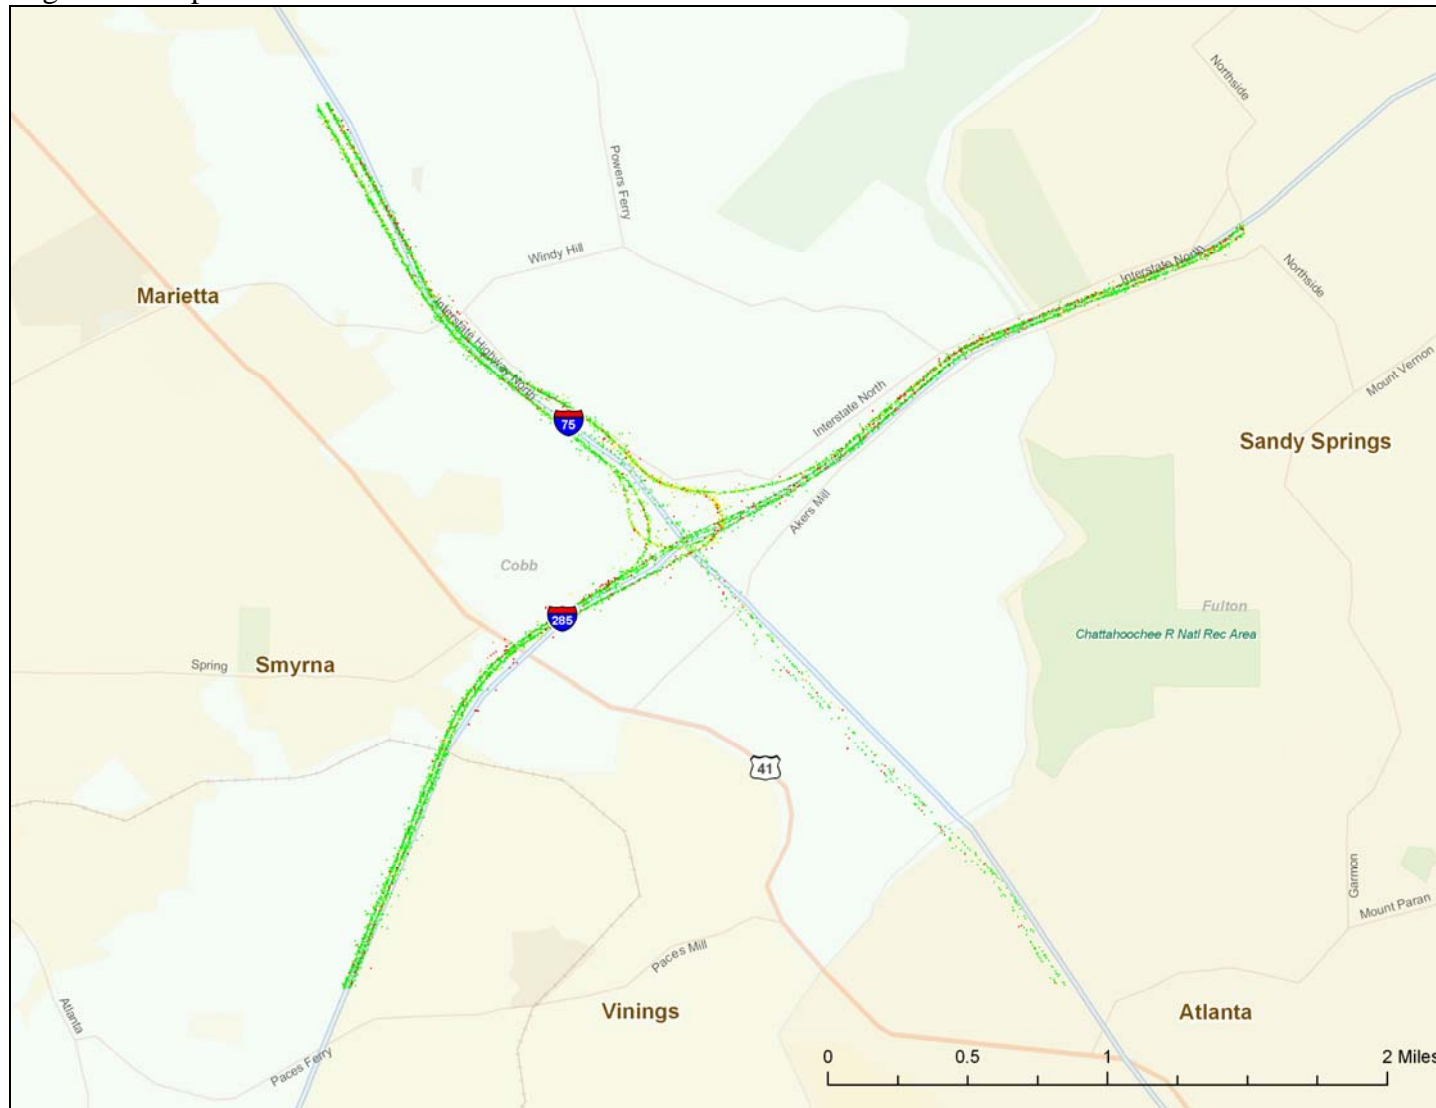 Northside
Powers Ferry
Windy Hill
Interstate North
Northside
Marietta
Interstate Highway North
Mount Vernon
Interstate North
75
Sandy Springs
Akers Mill
Cobb
Fulton
285
Chattahoochee R Natl Rec Area
Spring
Smyrna
41
Garmon
Mount Paran
Paces Mill
Atlanta
Vinings
Atlanta
Paces Ferry
0 0.5 1 2 Miles